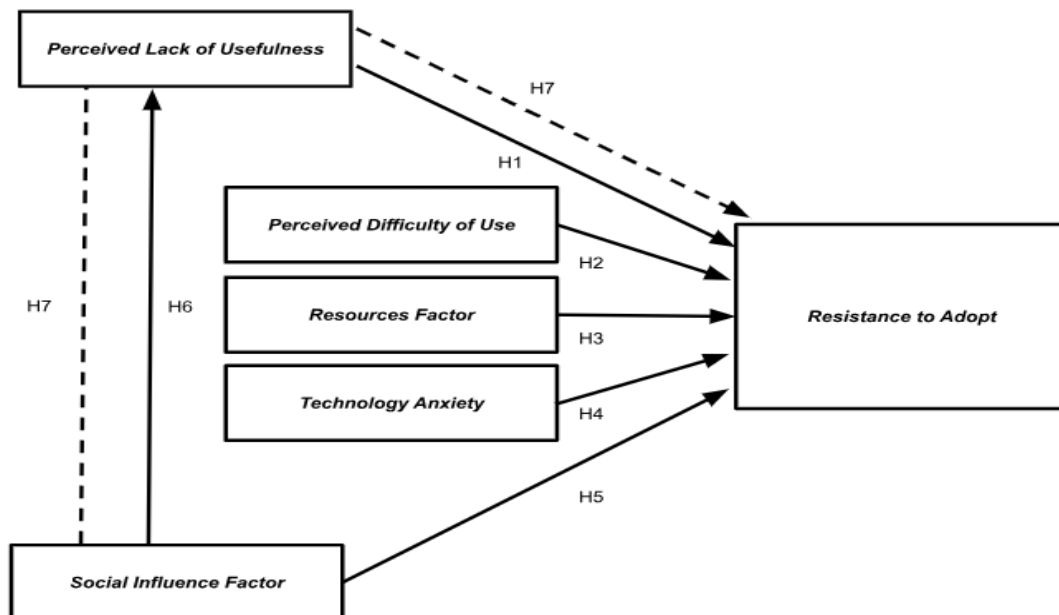 Perceived Lack of Usefulness
H7
H1
Perceived Difficulty of Use
H2
Resources Factor
Resistance to Adopt
H7
H6
H3
Technology Anxiety
H4
H5
Social Influence Factor